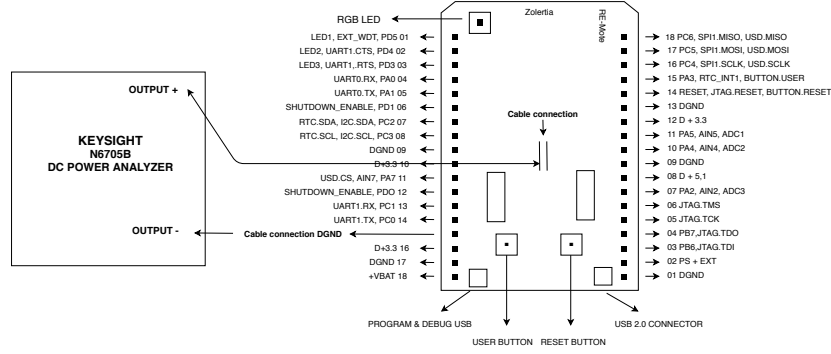 RGB LED
Zolertia
RE-Mote
LED1, EXT_WDT, PD5 01
LED2, UART1.CTS, PD4 02
LED3, UART1,.RTS, PD3 03
UART0.RX, PA0 04
UART0.TX, PA1 05
SHUTDOWN_ENABLE, PD1 06
RTC.SDA, I2C.SDA, PC2 07
RTC.SCL, I2C.SCL, PC3 08
DGND 09
D+3.3 10
USD.CS, AIN7, PA7 11
SHUTDOWN_ENABLE, PDO 12
UART1.RX, PC1 13
UART1.TX, PC0 14
Cable connection DGND
D+3.3 16
DGND 17
+VBAT 18
OUTPUT +
KEYSIGHT
N6705B
DC POWER ANALYZER
OUTPUT -
Cable connection
18 PC6, SPI1.MISO, USD.MISO
17 PC5, SPI1.MOSI, USD.MOSI
16 PC4, SPI1.SCLK, USD.SCLK
15 PA3, RTC_INT1, BUTTON.USER
14 RESET, JTAG.RESET, BUTTON.RESET
13 DGND
12 D + 3.3
11 PA5, AIN5, ADC1
10 PA4, AIN4, ADC2
09 DGND
08 D + 5,1
07 PA2, AIN2, ADC3
06 JTAG.TMS
05 JTAG.TCK
04 PB7,JTAG.TDO
03 PB6,JTAG.TDI
02 PS + EXT
01 DGND
PROGRAM & DEBUG USB
USB 2.0 CONNECTOR
USER BUTTON
RESET BUTTON